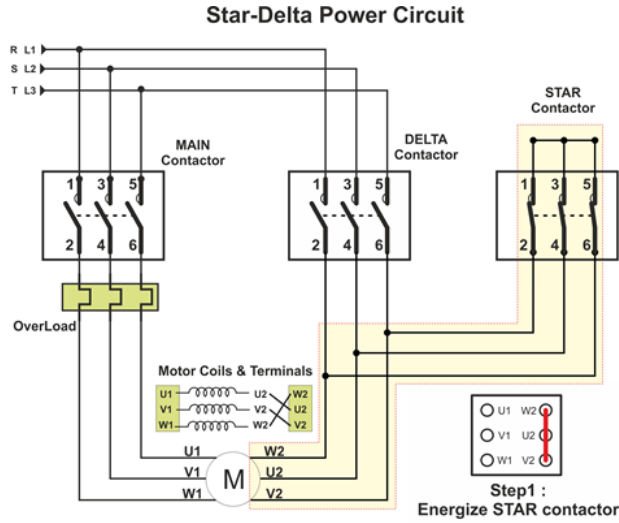 Star-Delta Power Circuit
R L1
S L2
T L3
MAIN
Contactor
DELTA
Contactor
STAR
Contactor
1 3 5
2 4 6
1 3 5
2 4 6
1 3 5
2 4 6
OverLoad
Motor Coils & Terminals
U1 U2 W2
V1 V2 U2
W1 W2 V2
U1 W2
V1 M U2
W1 V2
U1 W2
V1 U2
W1 V2
Step1 :
Energize STAR contactor